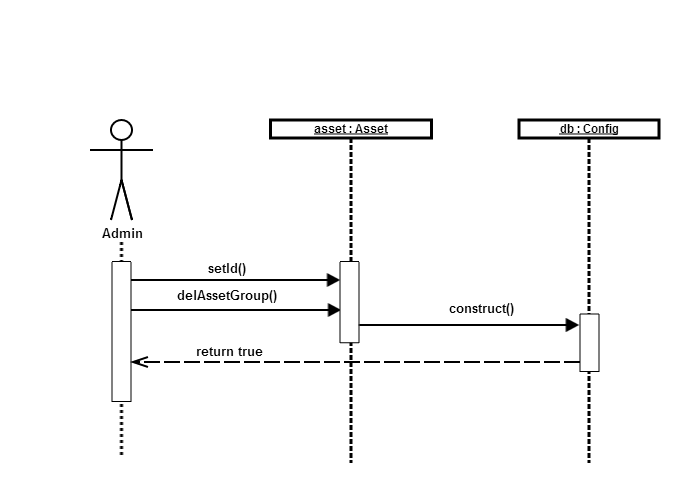 asset : Asset
db : Config
Admin
setId()
delAssetGroup()
construct()
return true